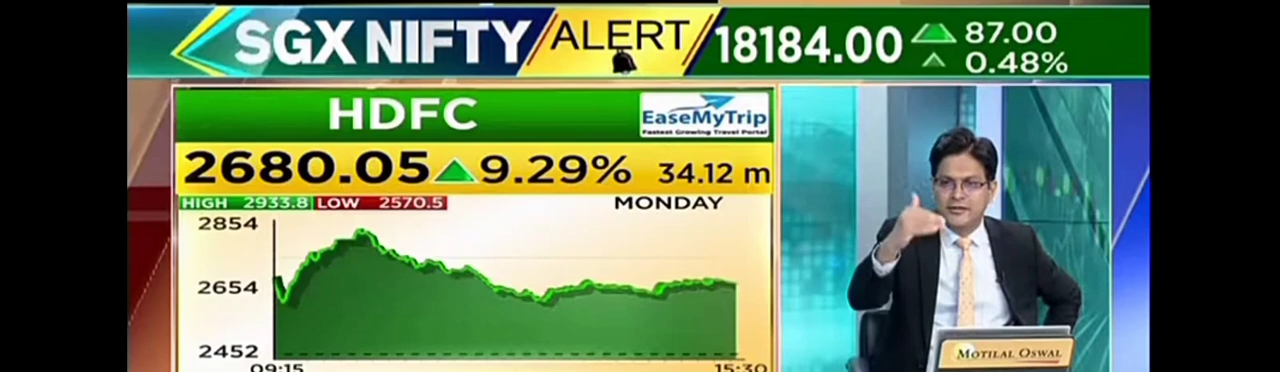 SGX NIFTY ALERT 18184.00 87.00
0.48%
HDFC
EaseMyTrip
Fastest Growing Travel Portal
2680.05 9.29% 34.12 m
HIGH 2933.8 LOW 2570.5 MONDAY
2854
2654
2452
09:15 15:30
MOTILAL OSWAL